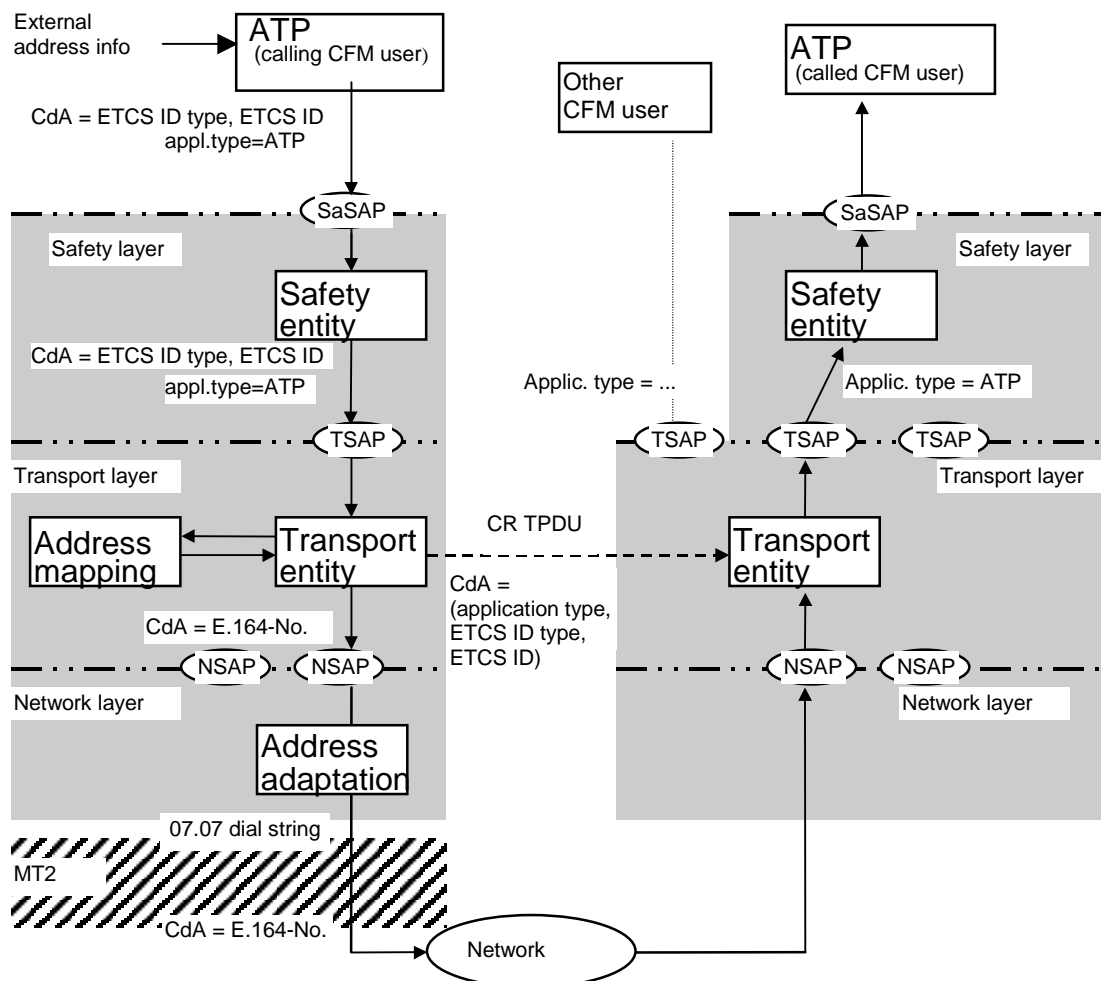 External
address info
ATP
(calling CFM user)
ATP
(called CFM user)
Other
CFM user
CdA = ETCS ID type, ETCS ID
appl.type=ATP
SaSAP
SaSAP
Safety layer
Safety layer
Safety
entity
Safety
entity
CdA = ETCS ID type, ETCS ID
appl.type=ATP
Applic. type = ...
Applic. type = ATP
TSAP
TSAP
TSAP
TSAP
Transport layer
Transport layer
Address
mapping
Transport
entity
CR TPDU
Transport
entity
CdA =
(application type,
ETCS ID type,
ETCS ID)
CdA = E.164-No.
NSAP
NSAP
NSAP
NSAP
Network layer
Network layer
Address
adaptation
07.07 dial string
MT2
CdA = E.164-No.
Network